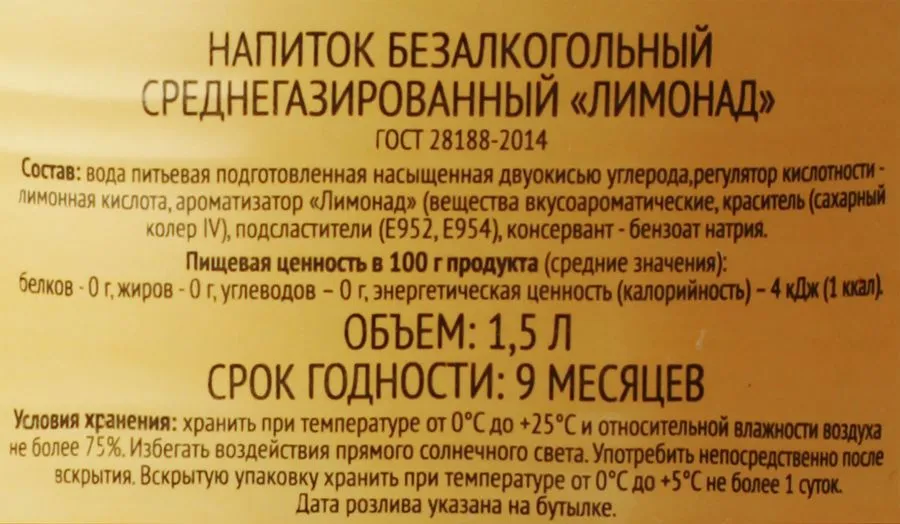 НАПИТОК БЕЗАЛКОГОЛЬНЫЙ
СРЕДНЕГАЗИРОВАННЫЙ «ЛИМОНАД»
ГОСТ 28188-2014
Состав: вода питьевая подготовленная насыщенная двуокисью углерода,регулятор кислотности -
лимонная кислота, ароматизатор «Лимонад» (вещества вкусоароматические, краситель (сахарный
колер IV), подсластители (Е952, Е954), консервант - бензоат натрия.
Пищевая ценность в 100 г продукта (средние значения):
белков - 0 г, жиров - 0 г, углеводов – 0 г, энергетическая ценность (калорийность) – 4 кДж (1 ккал).
ОБЪЕМ: 1,5 Л
СРОК ГОДНОСТИ: 9 МЕСЯЦЕВ
Условия хранения: хранить при температуре от 0°С до +25°С и относительной влажности воздуха
не более 75%. Избегать воздействия прямого солнечного света. Употребить непосредственно после
вскрытия. Вскрытую упаковку хранить при температуре от 0°С до +5°С не более 1 суток.
Дата розлива указана на бутылке.